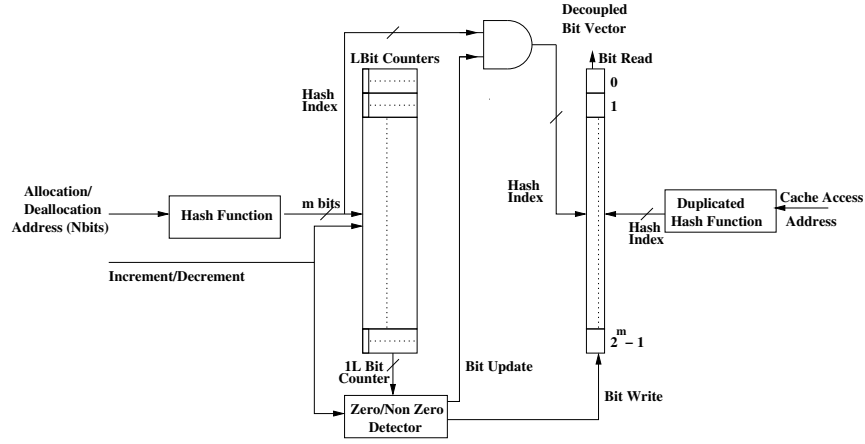 Decoupled
Bit Vector
LBit Counters
Bit Read
0
1
Hash
Index
Allocation/
Deallocation
Address (Nbits)
Hash Function
m bits
Hash
Index
Duplicated
Hash Function
Cache Access
Address
Hash
Index
Increment/Decrement
2^m - 1
1L Bit
Counter
Bit Update
Zero/Non Zero
Detector
Bit Write